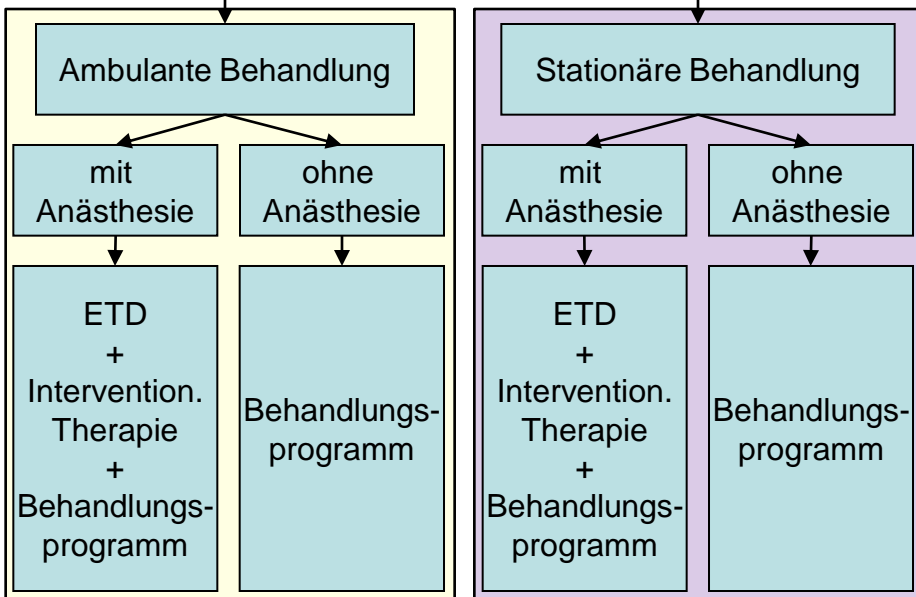 Ambulante Behandlung
mit
Anästhesie
ohne
Anästhesie
ETD
+
Intervention.
Therapie
+
Behandlungs-
programm
Behandlungs-
programm
Stationäre Behandlung
mit
Anästhesie
ohne
Anästhesie
ETD
+
Intervention.
Therapie
+
Behandlungs-
programm
Behandlungs-
programm